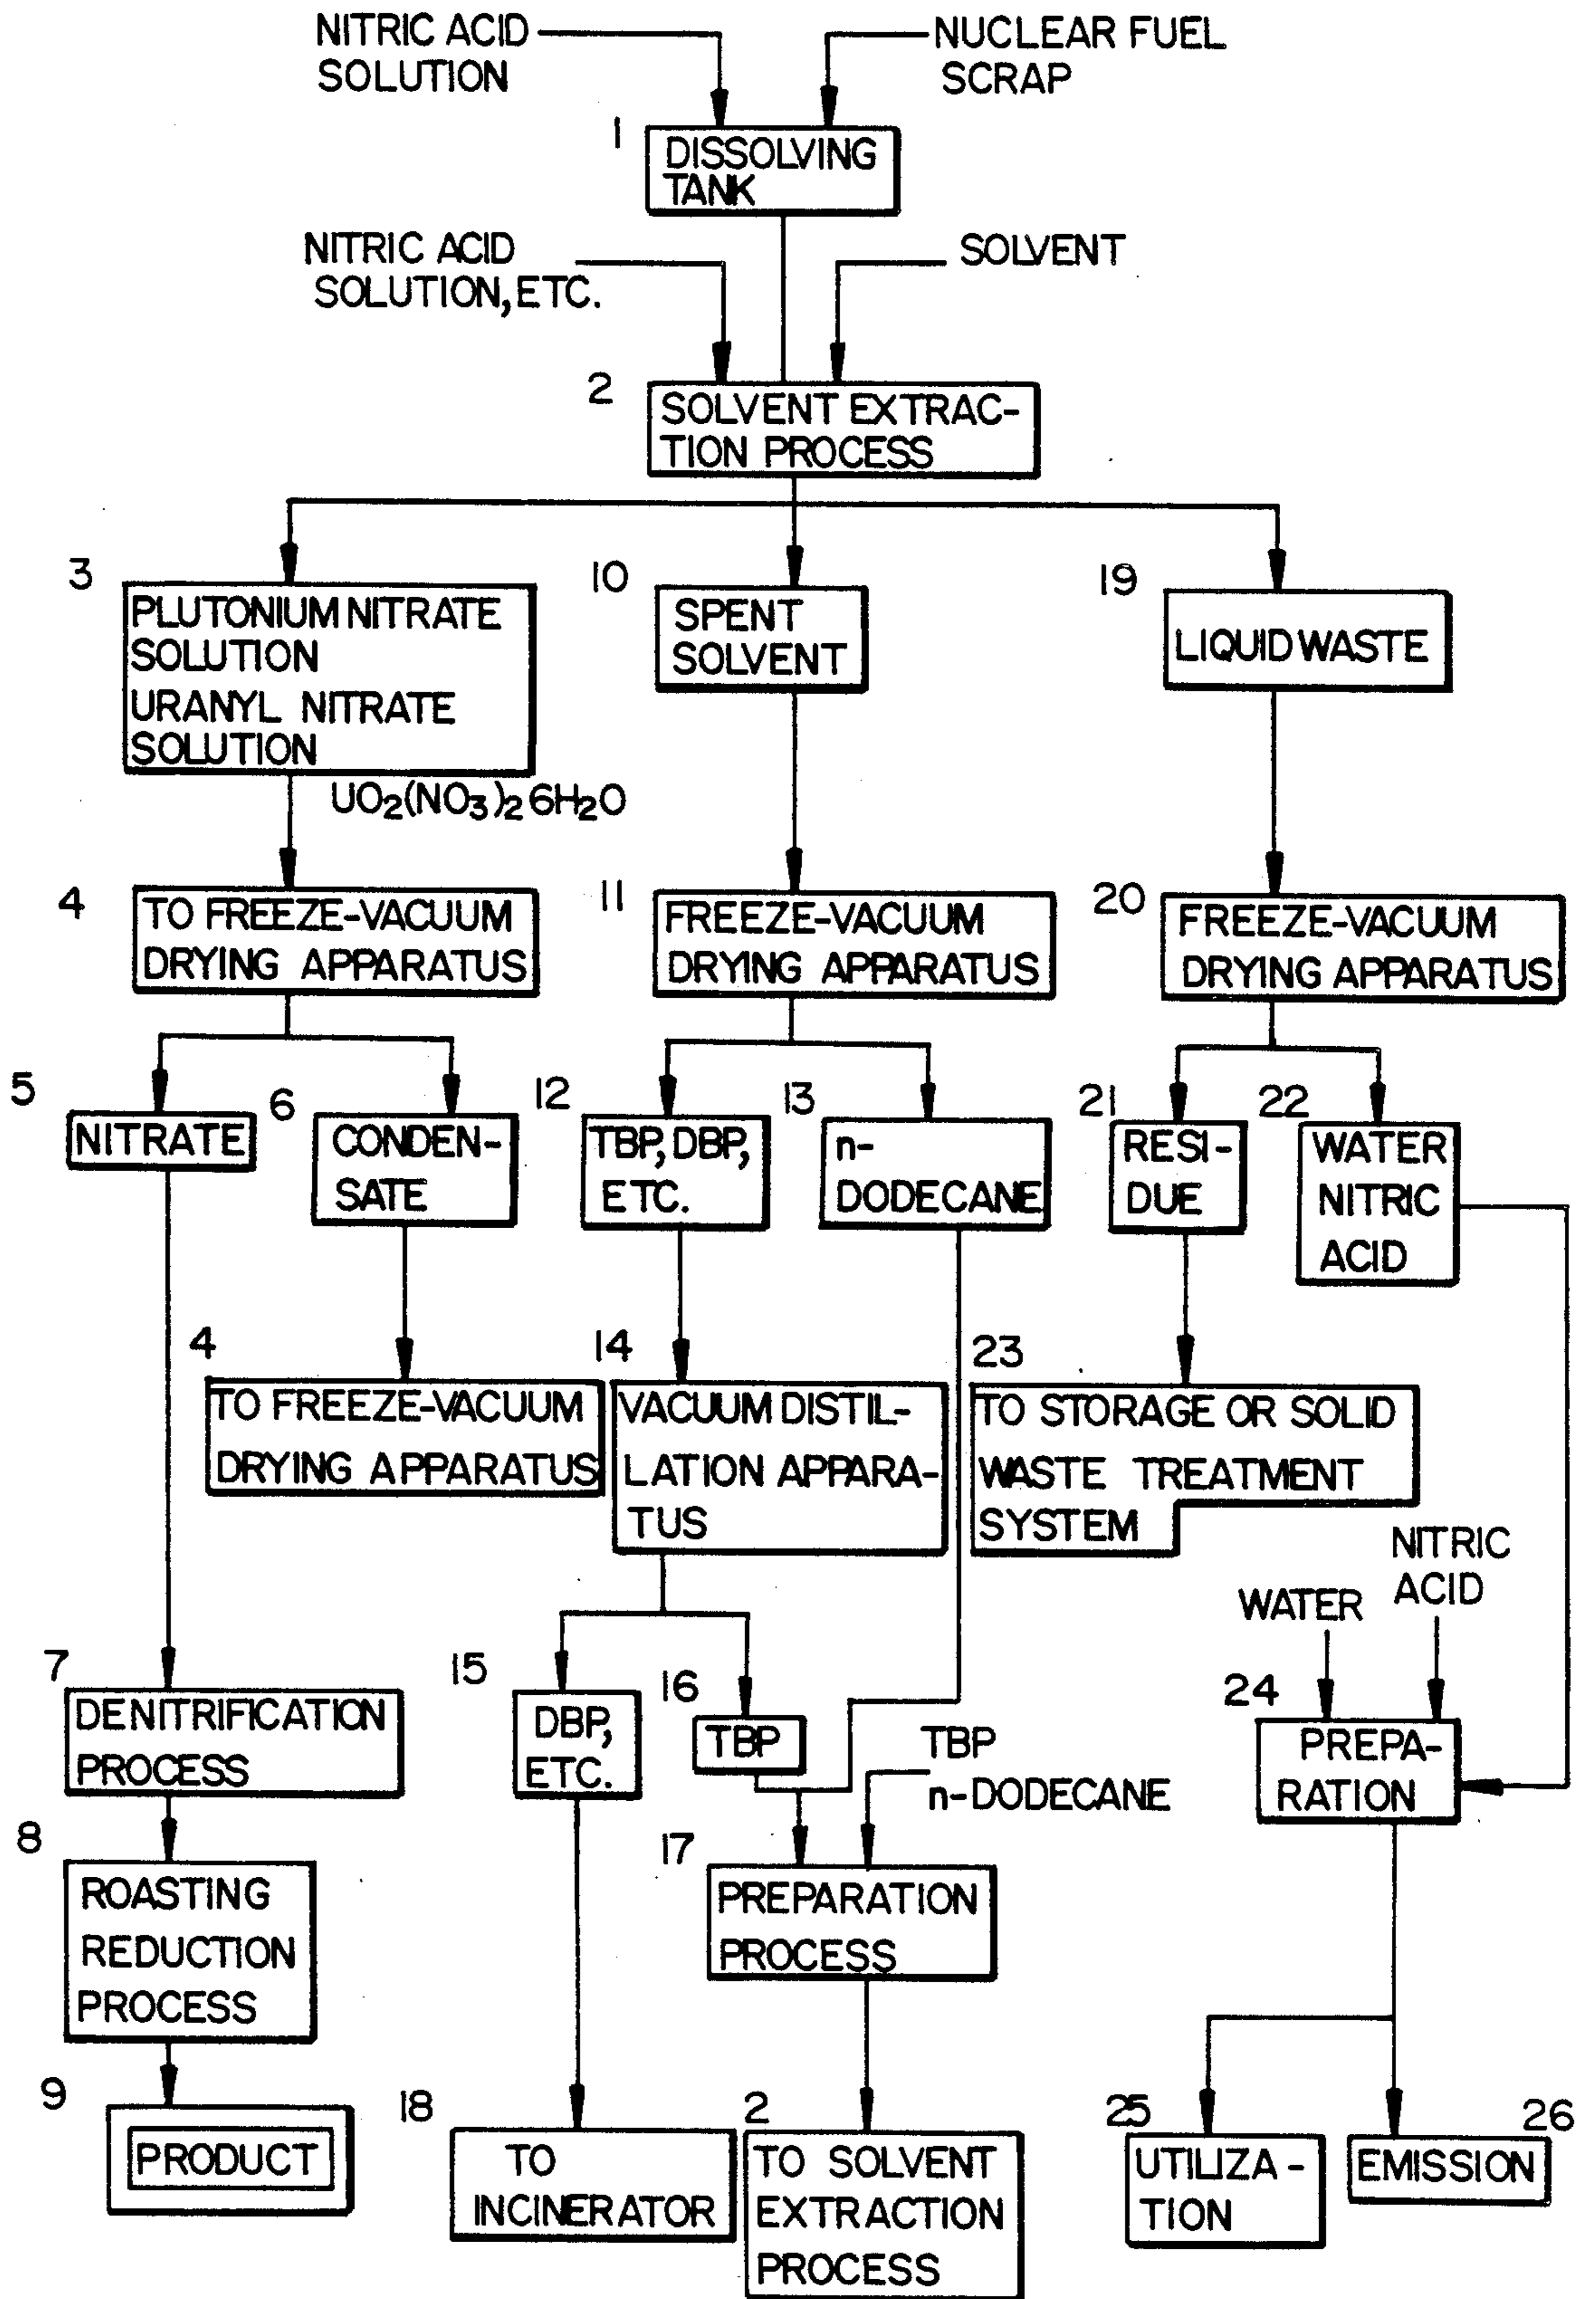 NITRIC ACID
SOLUTION
NUCLEAR FUEL
SCRAP
1
DISSOLVING
TANK
NITRIC ACID
SOLUTION, ETC.
SOLVENT
2
SOLVENT EXTRAC-
TION PROCESS
3
PLUTONIUM NITRATE
SOLUTION
URANYL NITRATE
SOLUTION
10
SPENT
SOLVENT
19
LIQUID WASTE
UO₂(NO₃)₂6H₂O
4
TO FREEZE-VACUUM
DRYING APPARATUS
11
FREEZE-VACUUM
DRYING APPARATUS
20
FREEZE-VACUUM
DRYING APPARATUS
5
NITRATE
6
CONDEN-
SATE
12
TBP, DBP,
ETC.
13
n-
DODECANE
21
RESI-
DUE
22
WATER
NITRIC
ACID
4
TO FREEZE-VACUUM
DRYING APPARATUS
14
VACUUM DISTIL-
LATION APPARA-
TUS
23
TO STORAGE OR SOLID
WASTE TREATMENT
SYSTEM
WATER
NITRIC
ACID
7
DENITRIFICATION
PROCESS
15
DBP,
ETC.
16
TBP
TBP
n-DODECANE
24
PREPA-
RATION
8
ROASTING
REDUCTION
PROCESS
17
PREPARATION
PROCESS
9
PRODUCT
18
TO
INCINERATOR
2
TO SOLVENT
EXTRACTION
PROCESS
25
UTILIZA-
TION
26
EMISSION